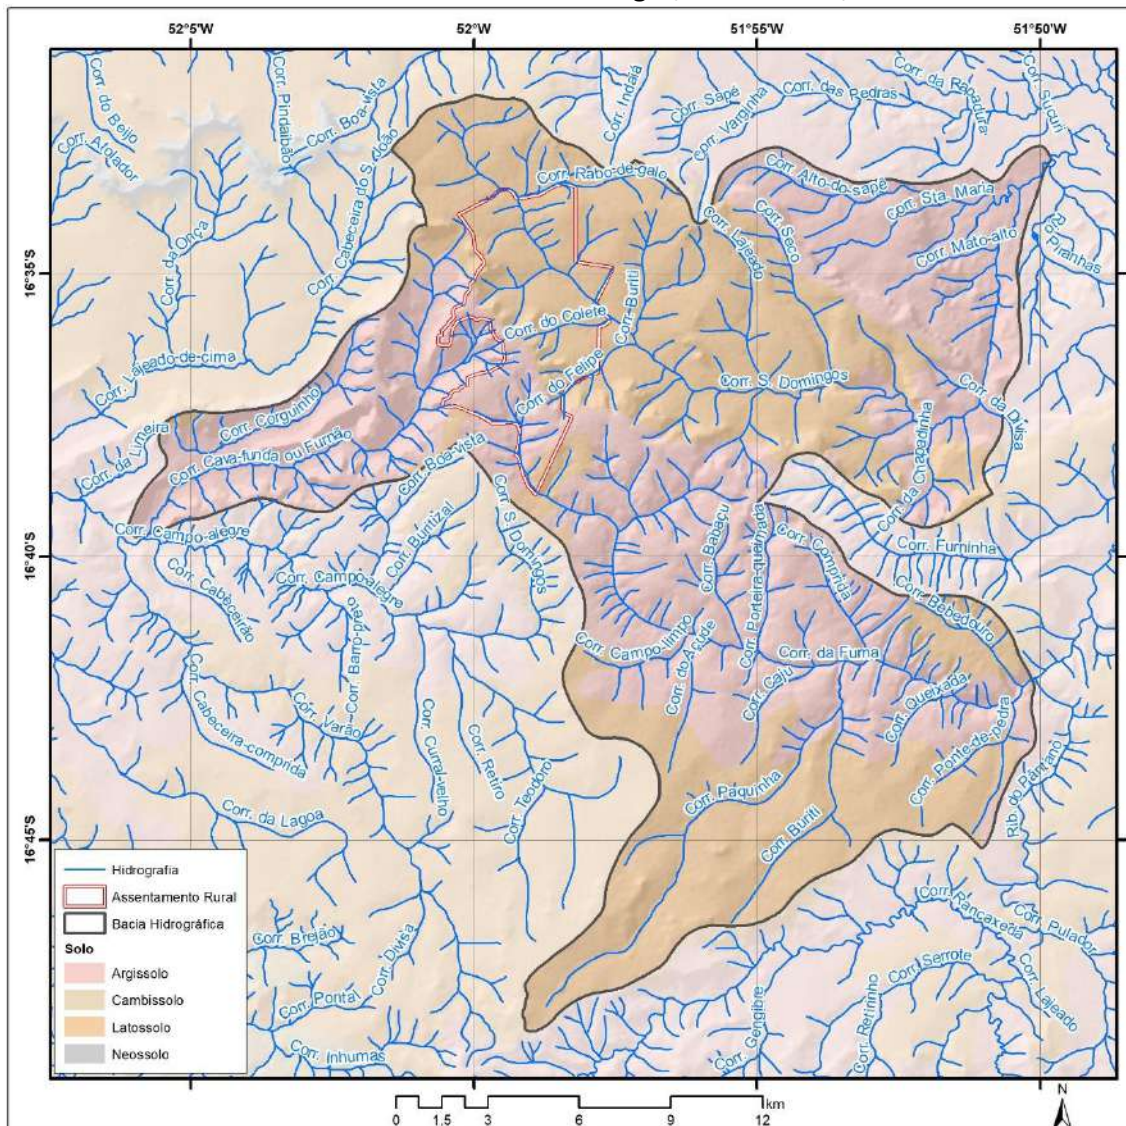 52°5'W
52°W
51°55'W
51°50'W
16°35'S
16°40'S
16°45'S
Corr. do Beijo
Corr. Atolador
Corr. Pindaibão
Corr. Boa-vista
Corr. Cabeceira do S. João
Corr. da Onça
Corr. Lajeado-de-cima
Corr. Indaiá
Corr. Sapé
Corr. Varginha
Corr. das Pedras
Corr. da Rapadura
Corr. Sucuri
Corr. Rabo-de-galo
Corr. Alto-do-sapé
Corr. Sta. Maria
Corr. Lajeado
Corr. Seco
Corr. Mato-alto
Rio Piranhas
Corr. Buriti
Corr. do Colete
Corr. do Felipe
Corr. S. Domingos
Corr. da Divisa
Corr. da Chapadinha
Corr. Corguinho
Corr. da Limeira
Corr. Cava-funda ou Furnão
Corr. Boa-vista
Corr. Campo-alegre
Corr. Buritizal
Corr. S. Domingos
Corr. Babaçu
Corr. Porteira-queimada
Corr. Comprida
Corr. Furninha
Corr. Bebedouro
Corr. Cabeceirão
Corr. Campo-alegre
Corr. Barro-preto
Corr. Campo-limpo
Corr. do Açude
Corr. Caju
Corr. da Furna
Corr. Queixada
Corr. Ponte-de-pedra
Rib. do Pântano
Corr. Cabeceira-comprida
Corr. Varão
Corr. Curral-velho
Corr. Retiro
Corr. Teodoro
Corr. da Lagoa
Corr. Paquinha
Corr. Buriti
Corr. Brejão
Corr. Divisa
Corr. Ponta
Corr. Inhumas
Corr. Rancaxeda
Corr. Pulador
Corr. Serrote
Corr. Lajeado
Corr. Retirinho
Corr. Gengibre
Hidrografia
Assentamento Rural
Bacia Hidrográfica
Solo
Argissolo
Cambissolo
Latossolo
Neossolo
0 1.5 3 6 9 12
km
N